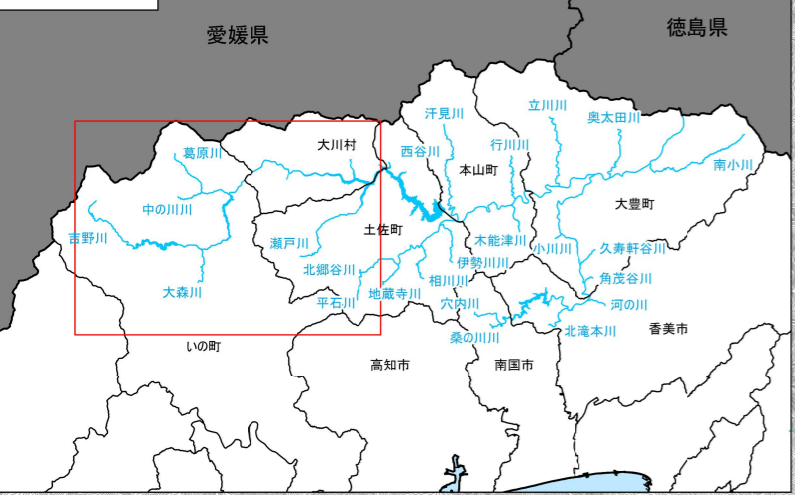 愛媛県
徳島県
汗見川
立川川
奥太田川
葛原川
大川村
西谷川
行川川
本山町
南小川
中の川川
大豊町
吉野川
瀬戸川
土佐町
木能津川
小川川
久寿軒谷川
北郷谷川
伊勢川川
大森川
地蔵寺川
相川川
角茂谷川
平石川
穴内川
河の川
桑の川川
北滝本川
香美市
いの町
高知市
南国市